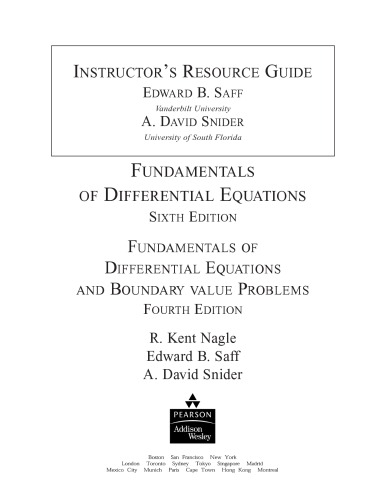 INSTRUCTOR'S RESOURCE GUIDE
EDWARD B. SAFF
Vanderbilt University
A. DAVID SNIDER
University of South Florida
FUNDAMENTALS
OF DIFFERENTIAL EQUATIONS
SIXTH EDITION
FUNDAMENTALS OF
DIFFERENTIAL EQUATIONS
AND BOUNDARY VALUE PROBLEMS
FOURTH EDITION
R. Kent Nagle
Edward B. Saff
A. David Snider
PEARSON
Addison
Wesley
Boston San Francisco New York
London Toronto Sydney Tokyo Singapore Madrid
Mexico City Munich Paris Cape Town Hong Kong Montreal